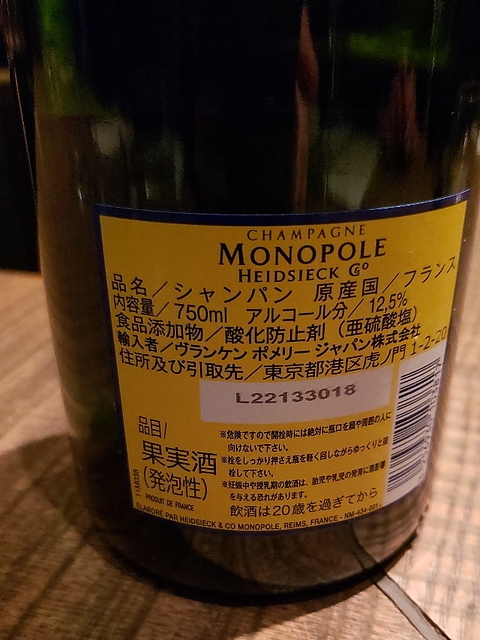 CHAMPAGNE
MONOPOLE
HEIDSIECK & Co
品名／シャンパン 原産国／フランス
内容量／750ml アルコール分／12,5%
食品添加物／酸化防止剤（亜硫酸塩）
輸入者／ヴランケン ポメリー ジャパン株式会社
住所及び引取先／東京都港区虎ノ門 1-2-20
L22133018
品目/
果実酒
(発泡性)
※危険ですので開栓時には絶対に瓶口を顔や周囲の人に
向けないで下さい。
※栓をしっかり押さえ瓶を軽く回しながらゆっくりと抜
栓して下さい。
※妊娠中や授乳期の飲酒は、胎児や乳児の発育に悪影響
を与える恐れがあります。
飲酒は20歳を過ぎてから
PRODUIT DE FRANCE
ELABORÉ PAR HEIDSIECK & CO MONOPOLE, REIMS, FRANCE - NM-434-001